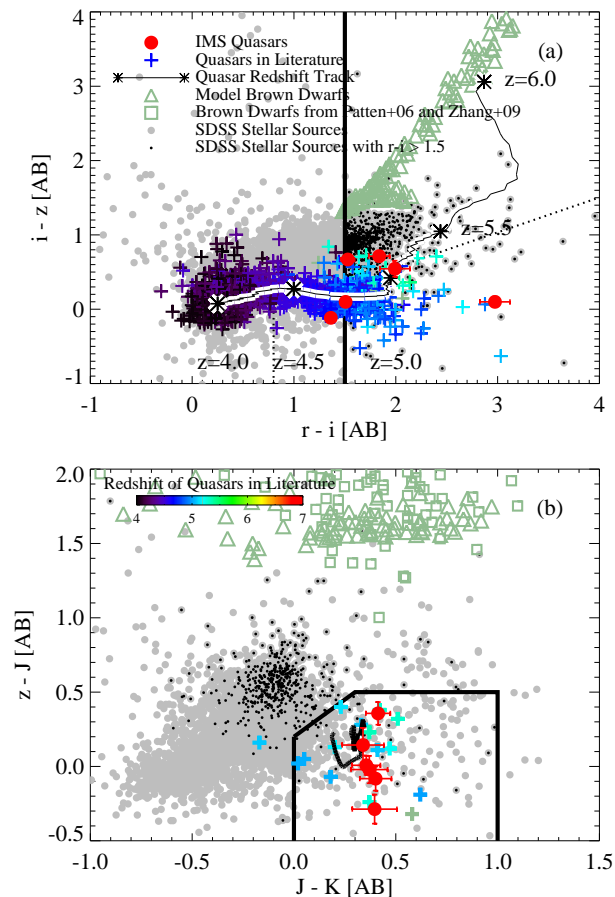 4
3
2
1
0
-1
i - z [AB]
(a)
IMS Quasars
Quasars in Literature
Quasar Redshift Track
Model Brown Dwarfs
Brown Dwarfs from Patten+06 and Zhang+09
SDSS Stellar Sources
SDSS Stellar Sources with r-i > 1.5
z=6.0
z=5.5
z=4.0
z=4.5
z=5.0
-1 0 1 2 3 4
r - i [AB]
2.0
1.5
1.0
0.5
0.0
-0.5
z - J [AB]
Redshift of Quasars in Literature
4 5 6 7
(b)
-1.0 -0.5 0.0 0.5 1.0 1.5
J - K [AB]